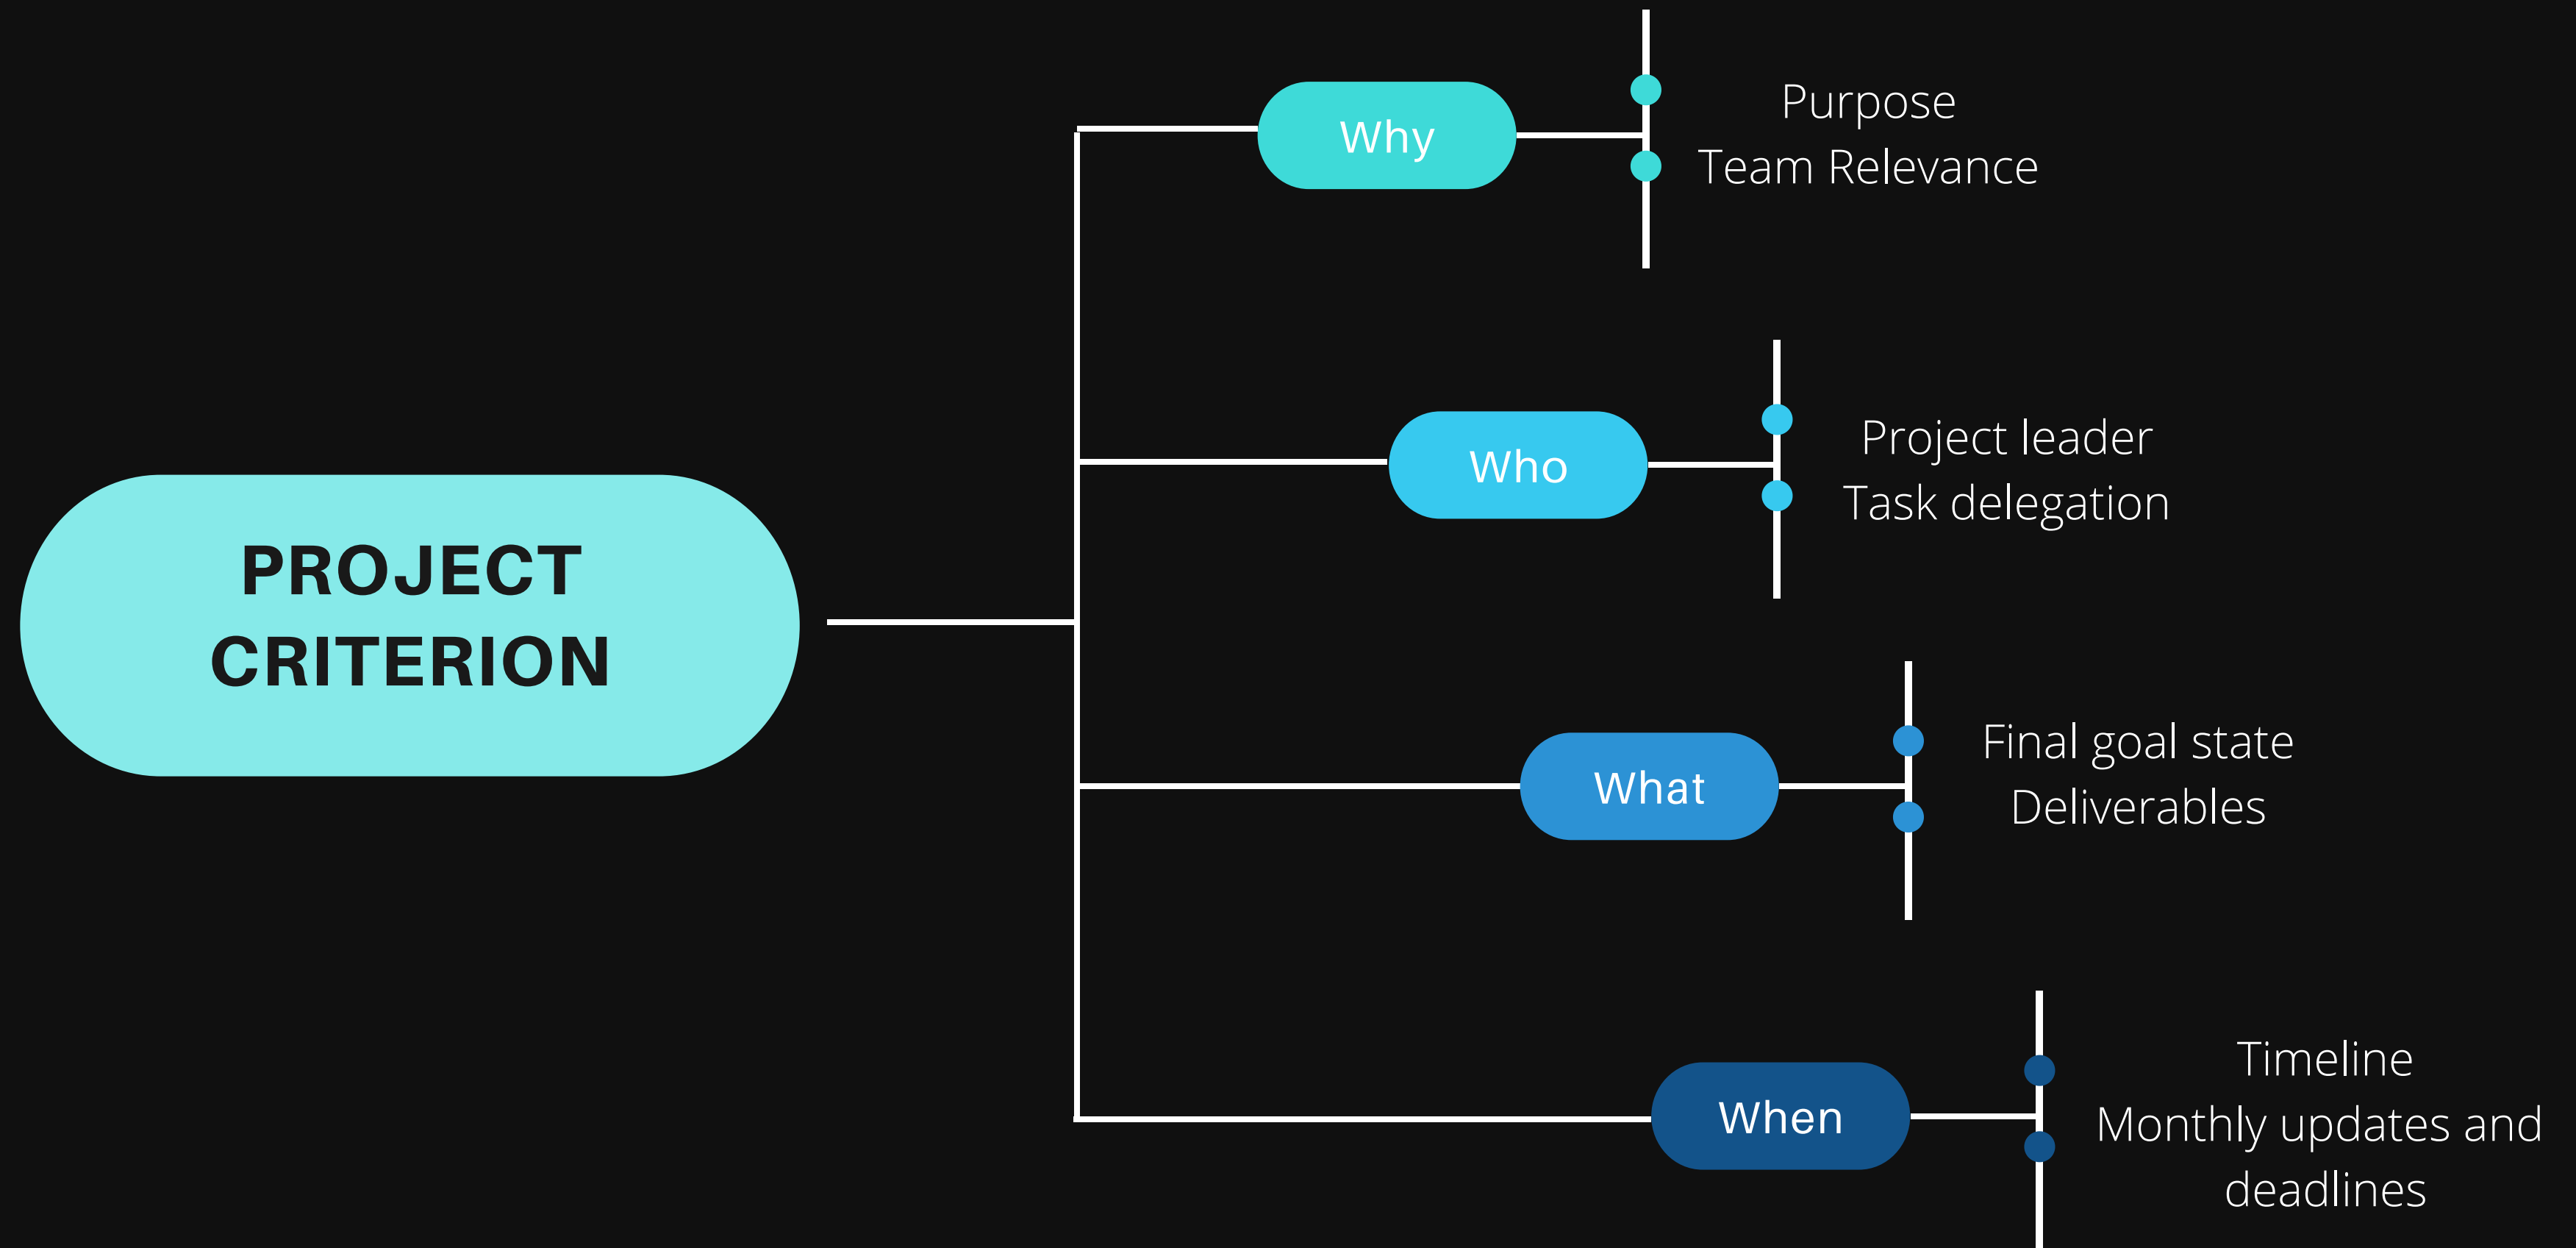 PROJECT
CRITERION
Why
Purpose
Team Relevance
Who
Project leader
Task delegation
What
Final goal state
Deliverables
When
Timeline
Monthly updates and
deadlines